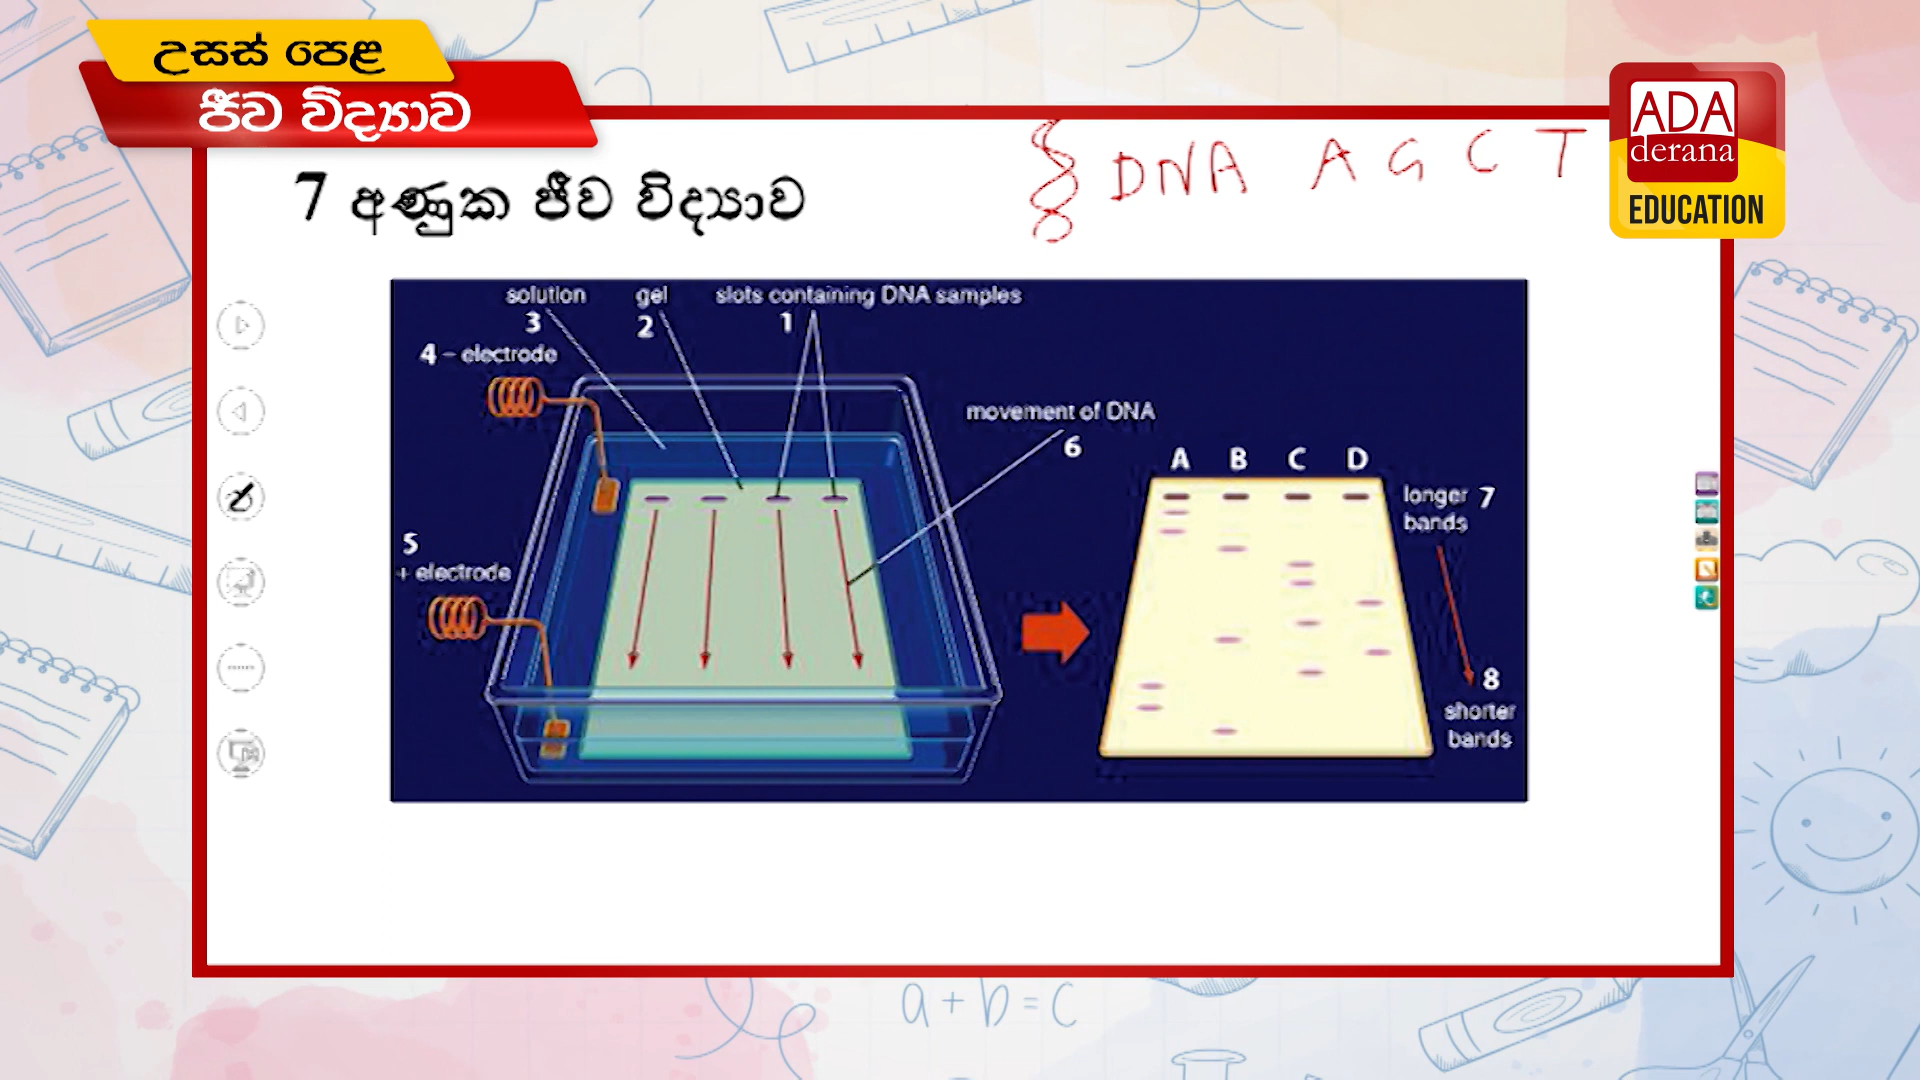 උසස් පෙළ
ජීව විද්‍යාව
ADA
derana
EDUCATION
DNA A G C T
7 අණුක ජීව විද්‍යාව
solution
3
gel
2
slots containing DNA samples
1
4 - electrode
movement of DNA
6
5
+ electrode
A B C D
longer 7
bands
8
shorter
bands
a + b = c